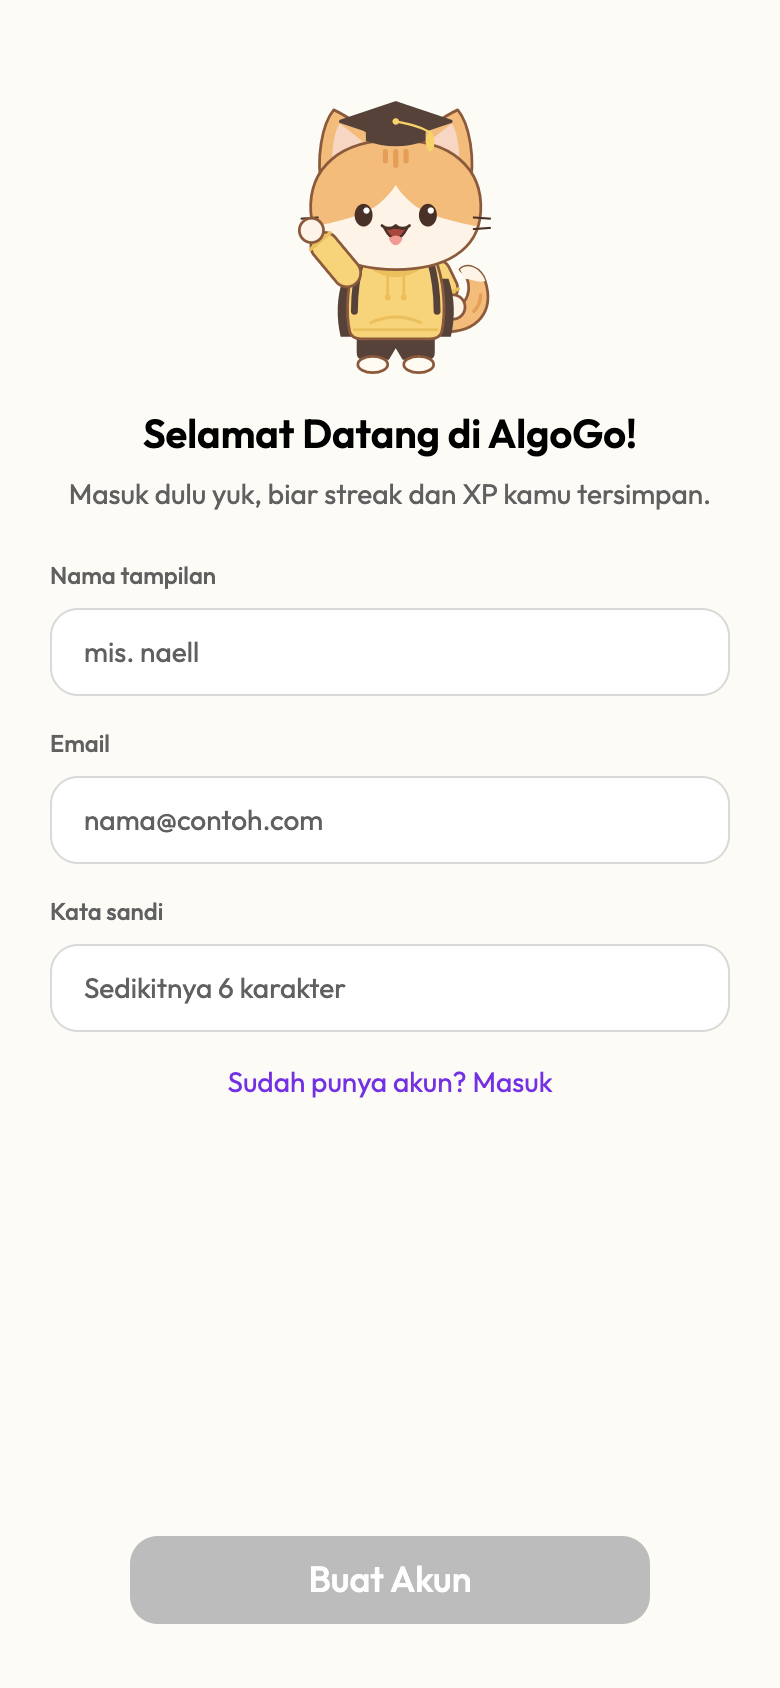 Selamat Datang di AlgoGo!
Masuk dulu yuk, biar streak dan XP kamu tersimpan.
Nama tampilan
mis. naell
Email
nama@contoh.com
Kata sandi
Sedikitnya 6 karakter
Sudah punya akun? Masuk
Buat Akun